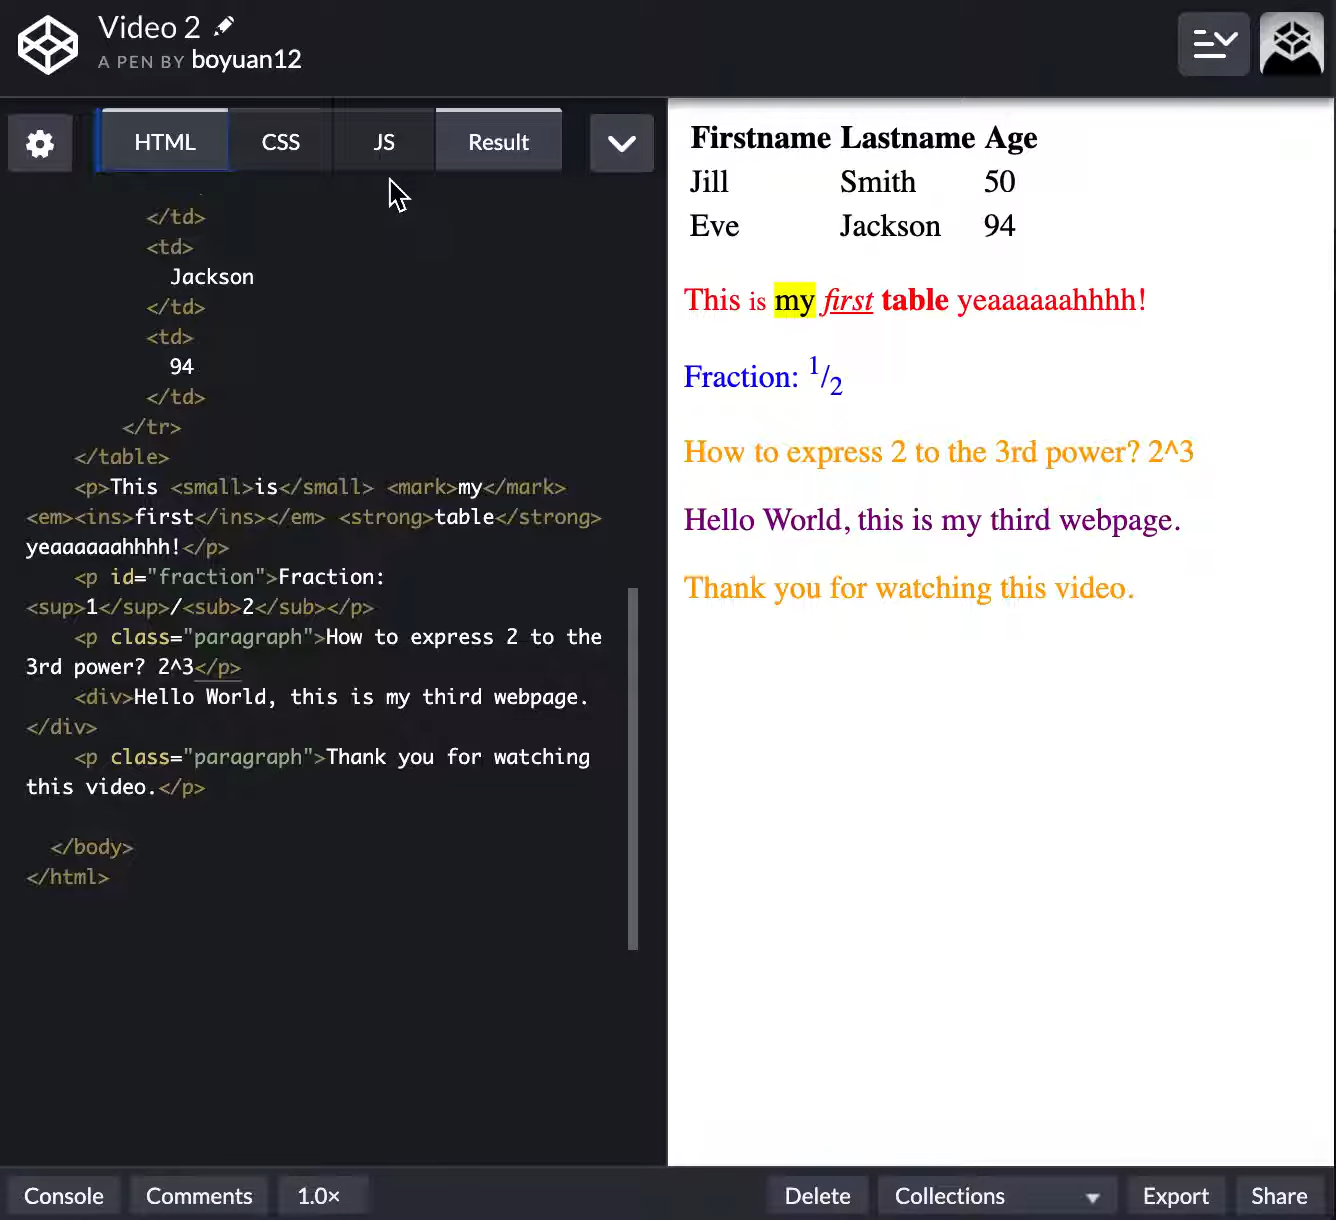 Video 2
A PEN BY boyuan12
HTML CSS JS Result
</td>
<td>
Jackson
</td>
<td>
94
</td>
</tr>
</table>
<p>This <small>is</small> <mark>my</mark>
<em><ins>first</ins></em> <strong>table</strong>
yeaaaaaahhhh!</p>
<p id="fraction">Fraction:
<sup>1</sup>/<sub>2</sub></p>
<p class="paragraph">How to express 2 to the
3rd power? 2^3</p>
<div>Hello World, this is my third webpage.
</div>
<p class="paragraph">Thank you for watching
this video.</p>
</body>
</html>
Firstname Lastname Age
Jill Smith 50
Eve Jackson 94
This is my first table yeaaaaaahhhh!
Fraction: 1/2
How to express 2 to the 3rd power? 2^3
Hello World, this is my third webpage.
Thank you for watching this video.
Console Comments 1.0× Delete Collections Export Share